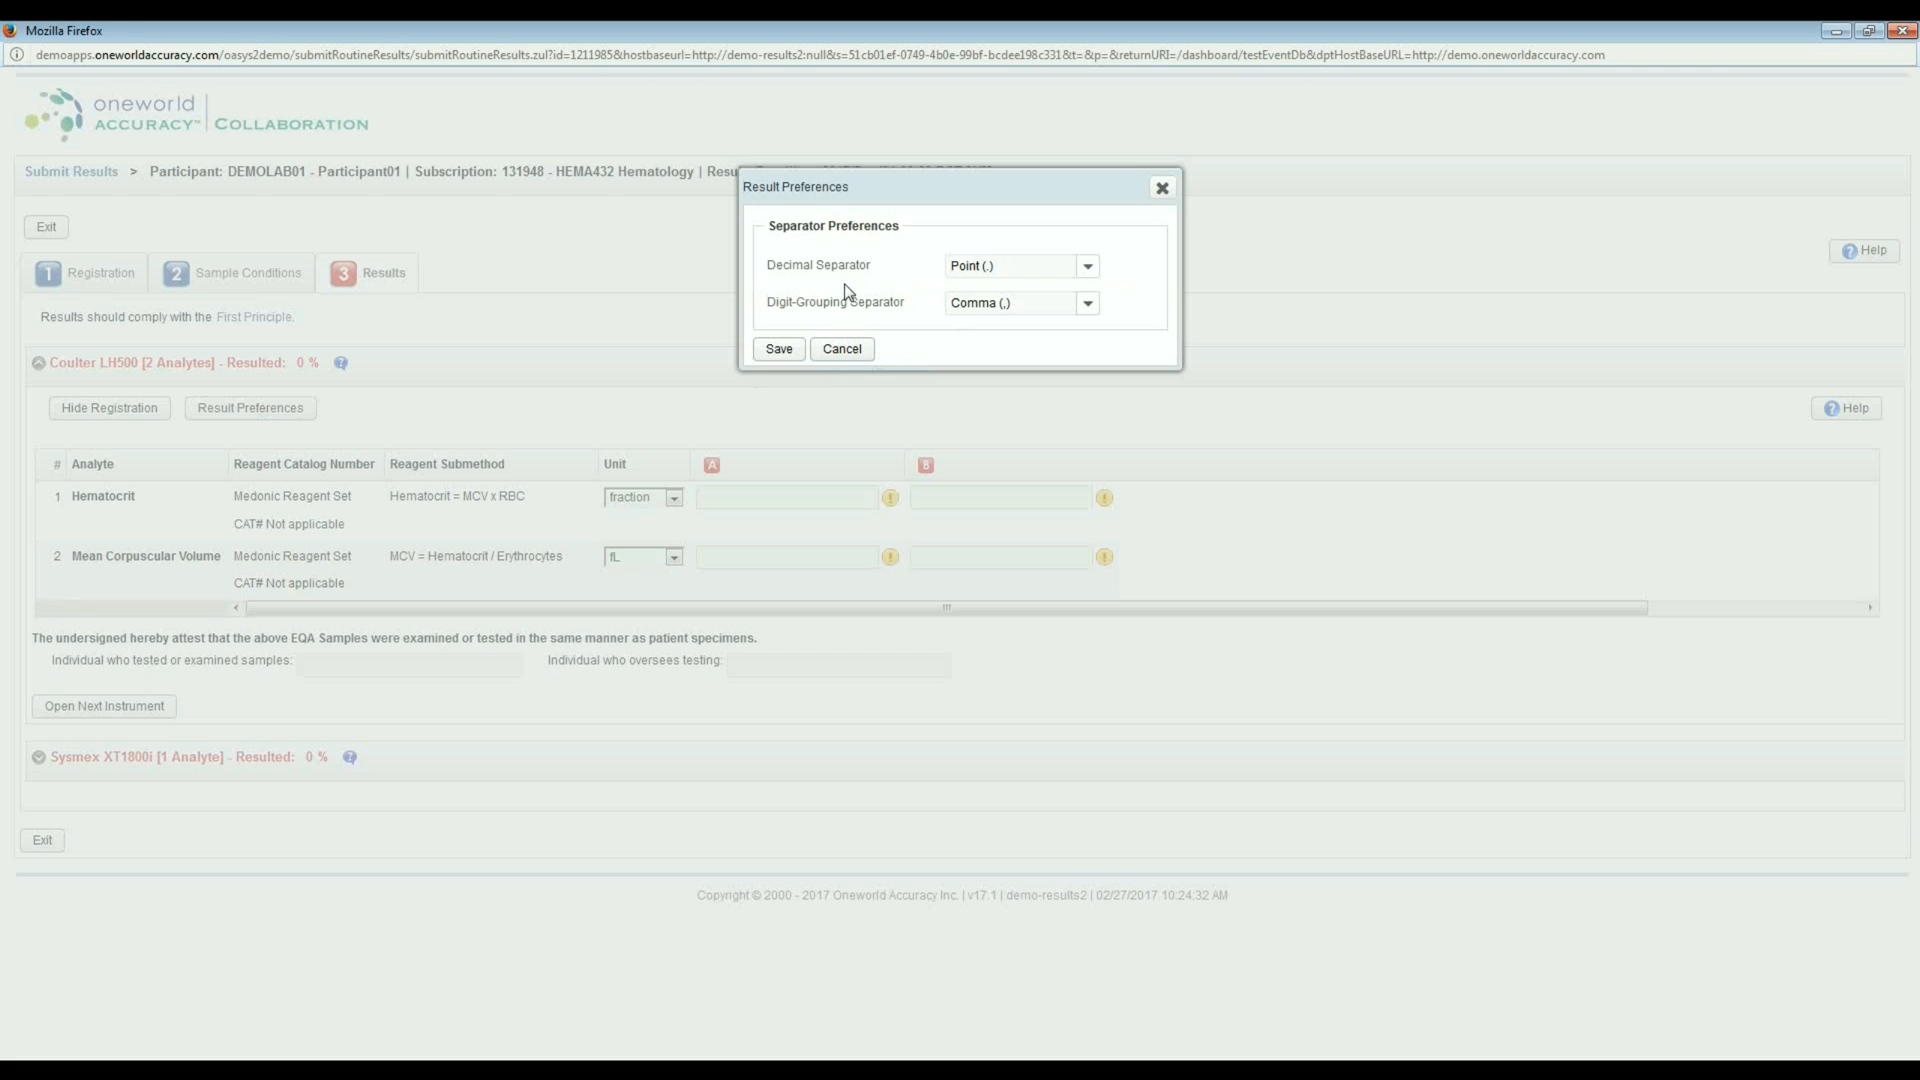 Mozilla Firefox
demoapps.oneworldaccuracy.com/oasys2demo/submitRoutineResults/submitRoutineResults.zul?id=1211985&hostbaseurl=http://demo-results2:null&s=51cb01ef-0749-4b0e-99bf-bcdee198c331&t=&p=&returnURI=/dashboard/testEventDb&dptHostBaseURL=http://demo.oneworldaccuracy.com
oneworld
ACCURACY™ COLLABORATION
Submit Results > Participant: DEMOLAB01 - Participant01 | Subscription: 131948 - HEMA432 Hematology | Resu
Result Preferences
Separator Preferences
Decimal Separator Point (.)
Digit-Grouping Separator Comma (,)
Save Cancel
Exit
Help
1 Registration 2 Sample Conditions 3 Results
Results should comply with the First Principle.
Coulter LH500 [2 Analytes] - Resulted: 0 % ?
Hide Registration Result Preferences ? Help
# Analyte Reagent Catalog Number Reagent Submethod Unit A B
1 Hematocrit Medonic Reagent Set Hematocrit = MCV x RBC fraction ! !
CAT# Not applicable
2 Mean Corpuscular Volume Medonic Reagent Set MCV = Hematocrit / Erythrocytes fL ! !
CAT# Not applicable
The undersigned hereby attest that the above EQA Samples were examined or tested in the same manner as patient specimens.
Individual who tested or examined samples: Individual who oversees testing:
Open Next Instrument
Sysmex XT1800i [1 Analyte] - Resulted: 0 % ?
Exit
Copyright © 2000 - 2017 Oneworld Accuracy Inc. | v17.1 | demo-results2 | 02/27/2017 10:24:32 AM